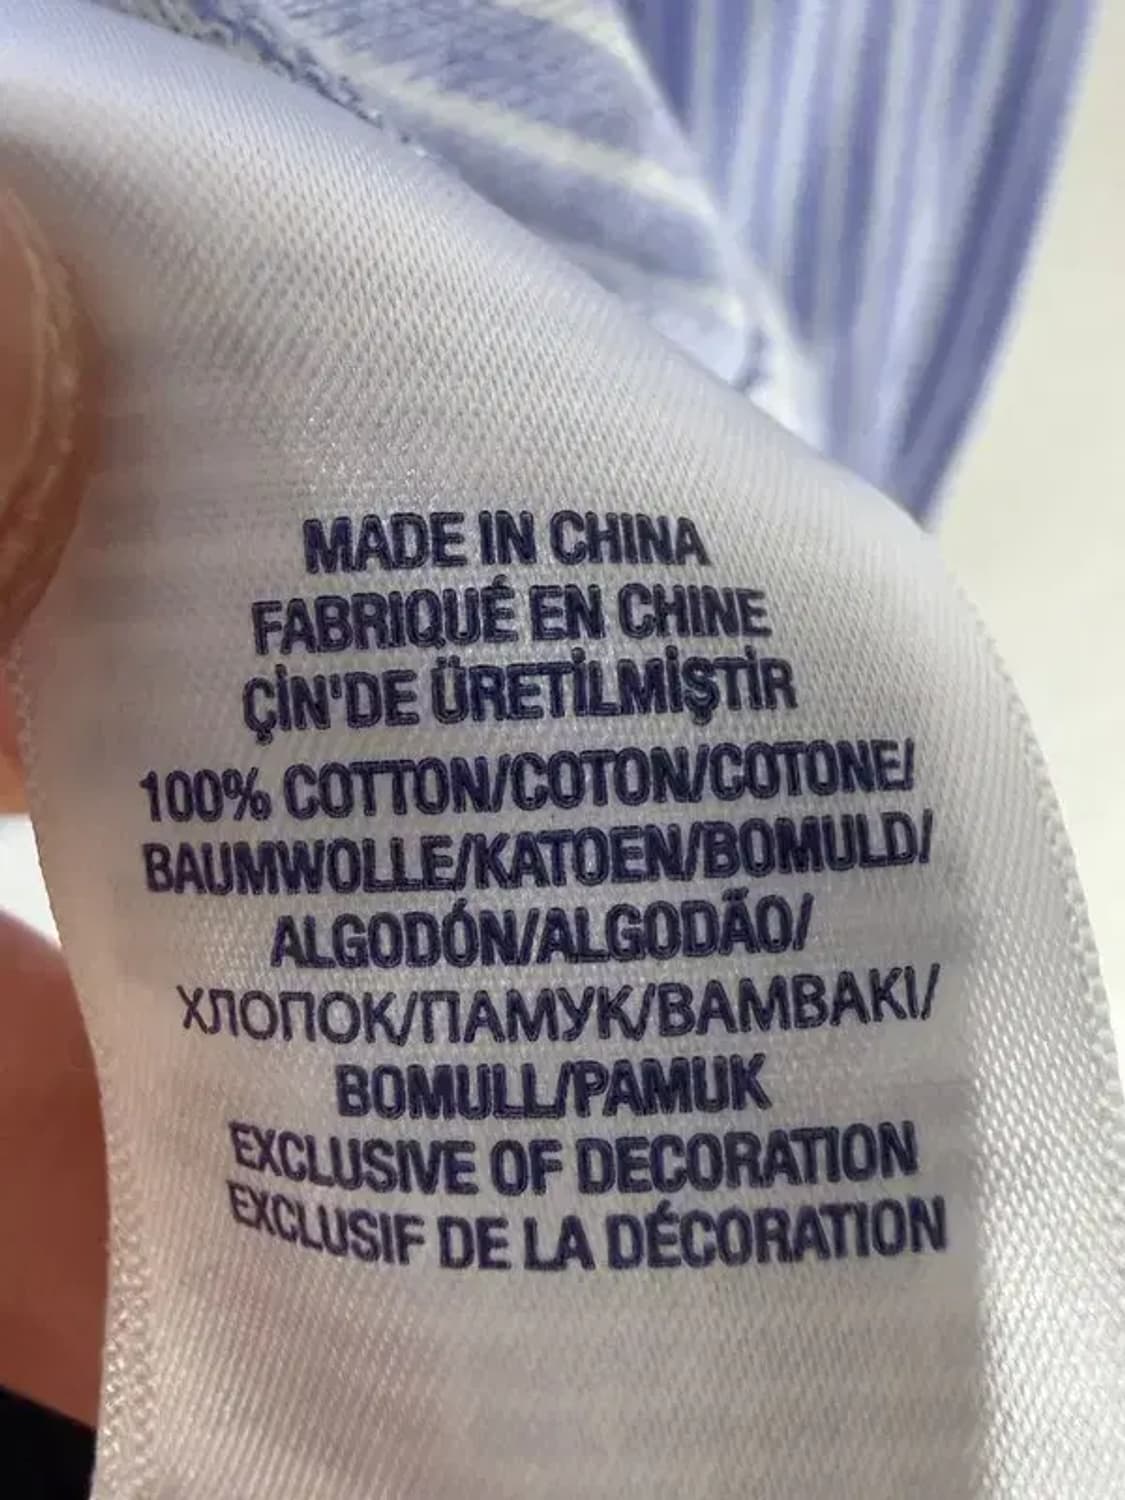 MADE IN CHINA
FABRIQUÉ EN CHINE
ÇİN'DE ÜRETİLMİŞTİR
100% COTTON/COTON/COTONE/
BAUMWOLLE/KATOEN/BOMULD/
ALGODÓN/ALGODÃO/
ХЛОПОК/ПАМУК/ΒΑΜΒΑΚΙ/
BOMULL/PAMUK
EXCLUSIVE OF DECORATION
EXCLUSIF DE LA DÉCORATION